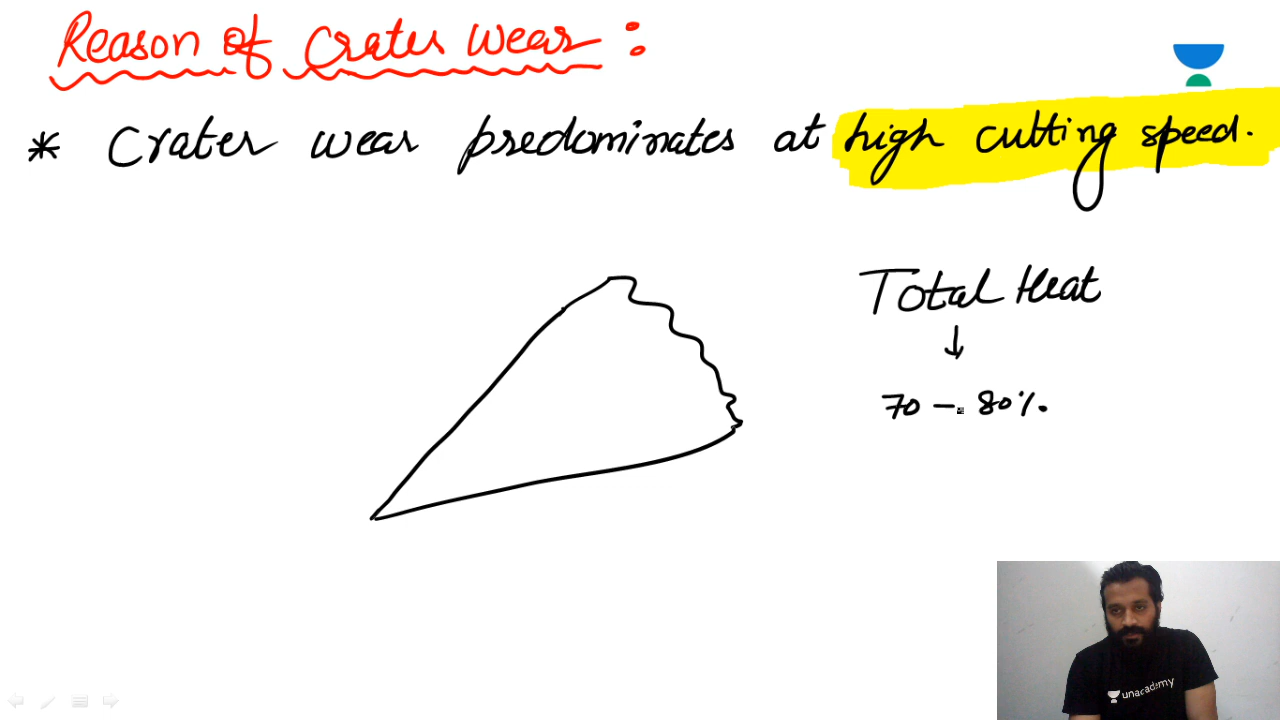 Reason of Crater Wear :
* Crater wear predominates at high cutting speed.
Total Heat
↓
70 – 80%.
unacademy